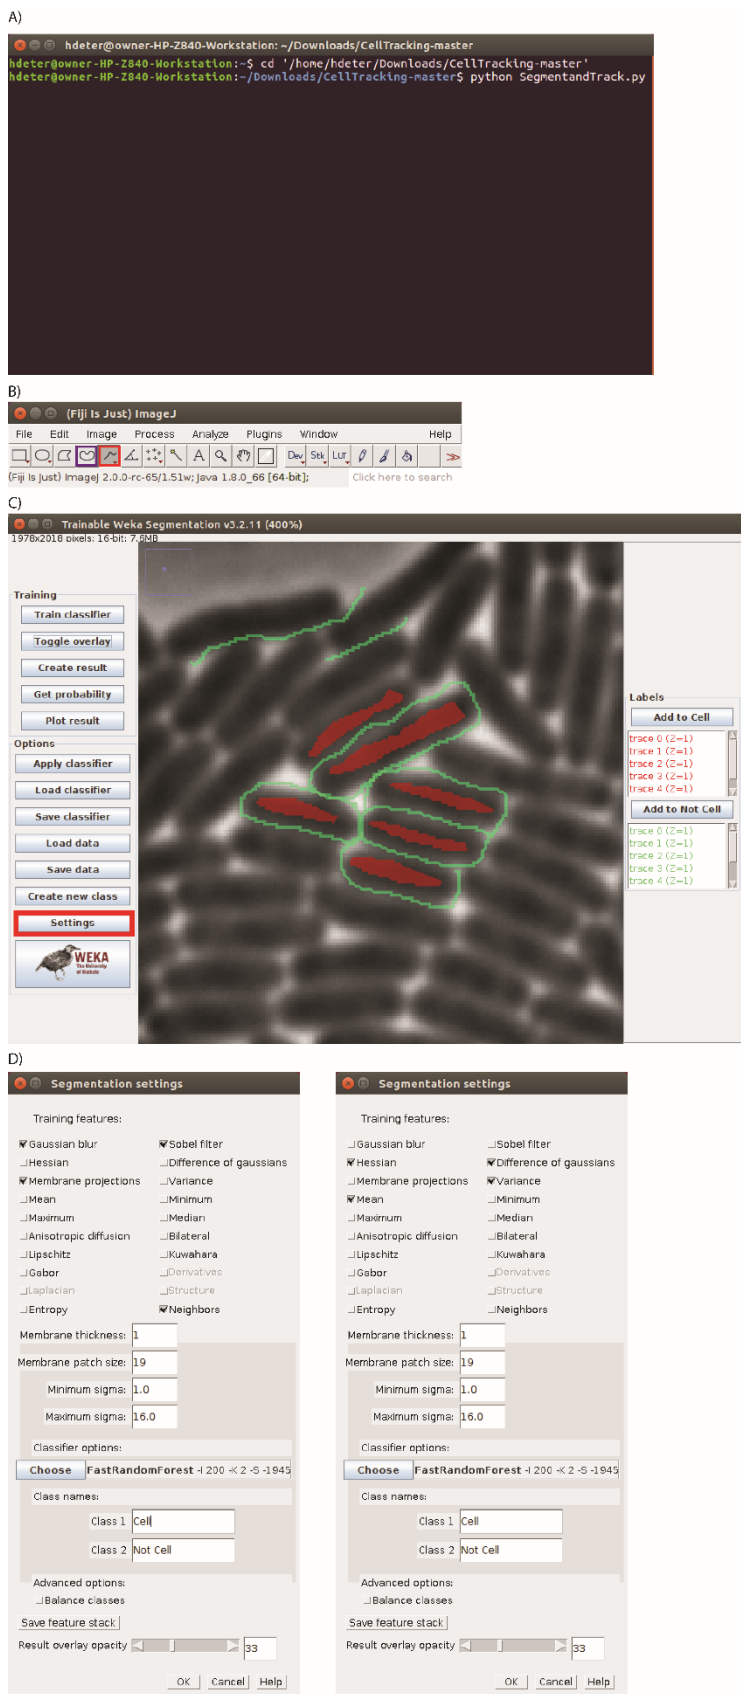 A)
hdeter@owner-HP-Z840-Workstation: ~/Downloads/CellTracking-master
hdeter@owner-HP-Z840-Workstation:~$ cd '/home/hdeter/Downloads/CellTracking-master'
hdeter@owner-HP-Z840-Workstation:~/Downloads/CellTracking-master$ python SegmentandTrack.py
B)
(Fiji Is Just) ImageJ
File Edit Image Process Analyze Plugins Window Help
A Dev Stk LUT
(Fiji Is Just) ImageJ 2.0.0-rc-65/1.51w; Java 1.8.0_66 [64-bit]; Click here to search
C)
Trainable Weka Segmentation v3.2.11 (400%)
1978x2018 pixels: 16-bit: 7.6MB
Training
Train classifier
Toggle overlay
Create result
Get probability
Plot result
Options
Apply classifier
Load classifier
Save classifier
Load data
Save data
Create new class
Settings
WEKA
The University
of Waikato
Labels
Add to Cell
trace 0 (Z=1)
trace 1 (Z=1)
trace 2 (Z=1)
trace 3 (Z=1)
trace 4 (Z=1)
Add to Not Cell
trace 0 (Z=1)
trace 1 (Z=1)
trace 2 (Z=1)
trace 3 (Z=1)
trace 4 (Z=1)
D)
Segmentation settings
Training features:
Gaussian blur Sobel filter
Hessian Difference of gaussians
Membrane projections Variance
Mean Minimum
Maximum Median
Anisotropic diffusion Bilateral
Lipschitz Kuwahara
Gabor Derivatives
Laplacian Structure
Entropy Neighbors
Membrane thickness: 1
Membrane patch size: 19
Minimum sigma: 1.0
Maximum sigma: 16.0
Classifier options:
Choose FastRandomForest -I 200 -K 2 -S -1945
Class names:
Class 1 Cell
Class 2 Not Cell
Advanced options:
Balance classes
Save feature stack
Result overlay opacity 33
OK Cancel Help
Segmentation settings
Training features:
Gaussian blur Sobel filter
Hessian Difference of gaussians
Membrane projections Variance
Mean Minimum
Maximum Median
Anisotropic diffusion Bilateral
Lipschitz Kuwahara
Gabor Derivatives
Laplacian Structure
Entropy Neighbors
Membrane thickness: 1
Membrane patch size: 19
Minimum sigma: 1.0
Maximum sigma: 16.0
Classifier options:
Choose FastRandomForest -I 200 -K 2 -S -1945
Class names:
Class 1 Cell
Class 2 Not Cell
Advanced options:
Balance classes
Save feature stack
Result overlay opacity 33
OK Cancel Help